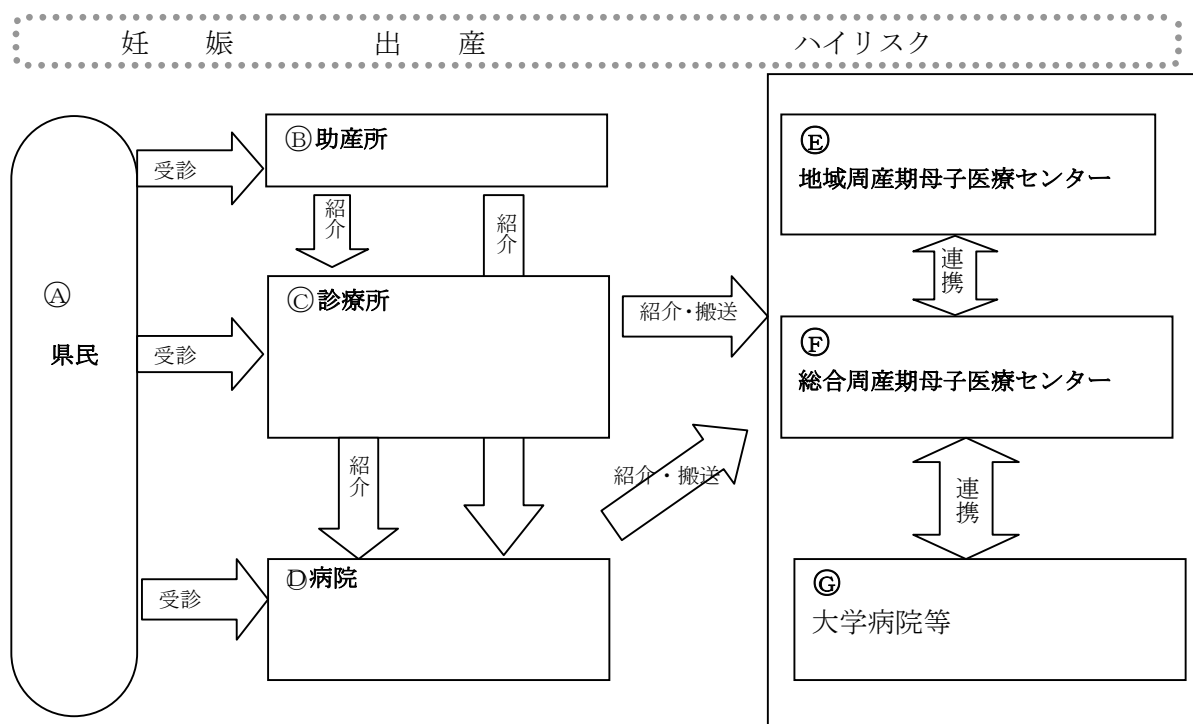 妊娠 出産 ハイリスク
Ⓐ
県民
受診
受診
受診
Ⓑ助産所
紹介
紹介
Ⓒ診療所
紹介
Ⓓ病院
紹介・搬送
紹介・搬送
Ⓔ
地域周産期母子医療センター
連携
Ⓕ
総合周産期母子医療センター
連携
Ⓖ
大学病院等